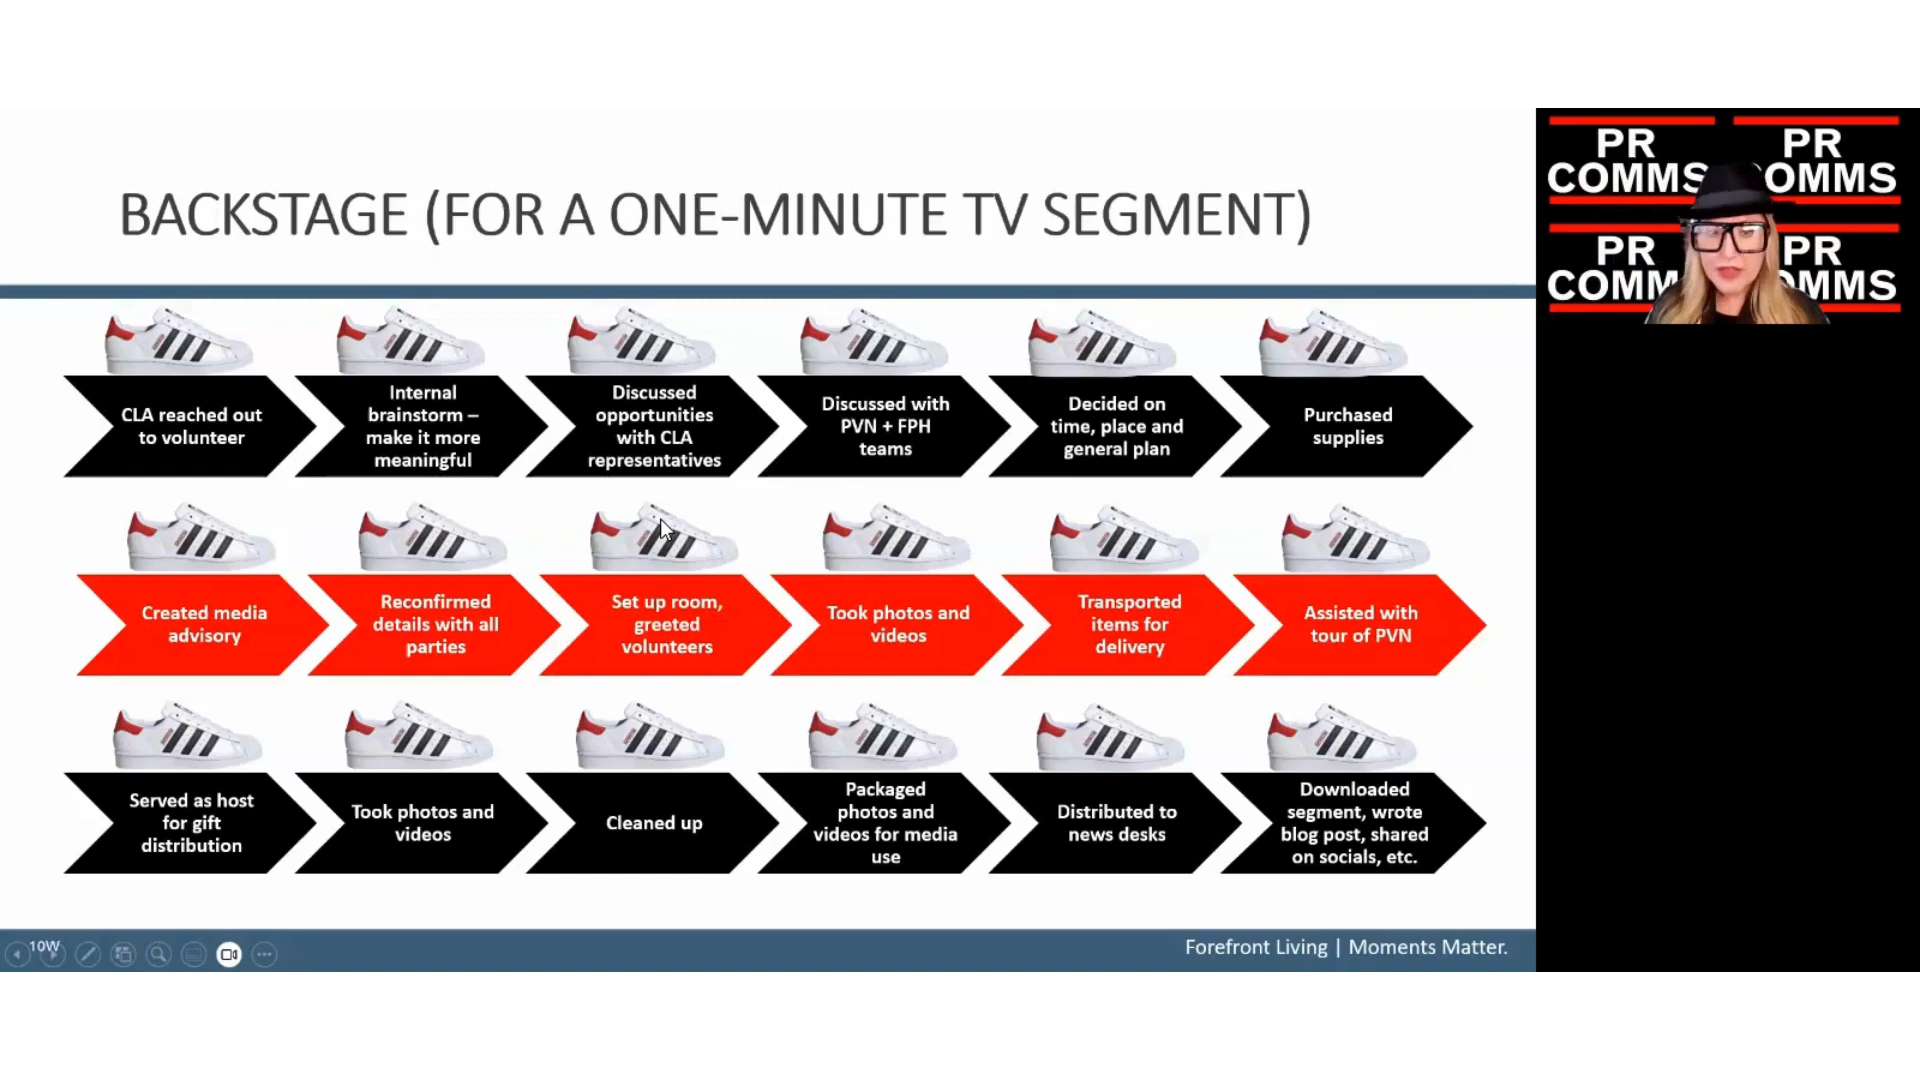 BACKSTAGE (FOR A ONE-MINUTE TV SEGMENT)
CLA reached out
to volunteer
Internal
brainstorm –
make it more
meaningful
Discussed
opportunities
with CLA
representatives
Discussed with
PVN + FPH
teams
Decided on
time, place and
general plan
Purchased
supplies
Created media
advisory
Reconfirmed
details with all
parties
Set up room,
greeted
volunteers
Took photos and
videos
Transported
items for
delivery
Assisted with
tour of PVN
Served as host
for gift
distribution
Took photos and
videos
Cleaned up
Packaged
photos and
videos for media
use
Distributed to
news desks
Downloaded
segment, wrote
blog post, shared
on socials, etc.
10W
Forefront Living | Moments Matter.
PR
COMMS
PR
OMMS
PR
COMM
PR
MMS